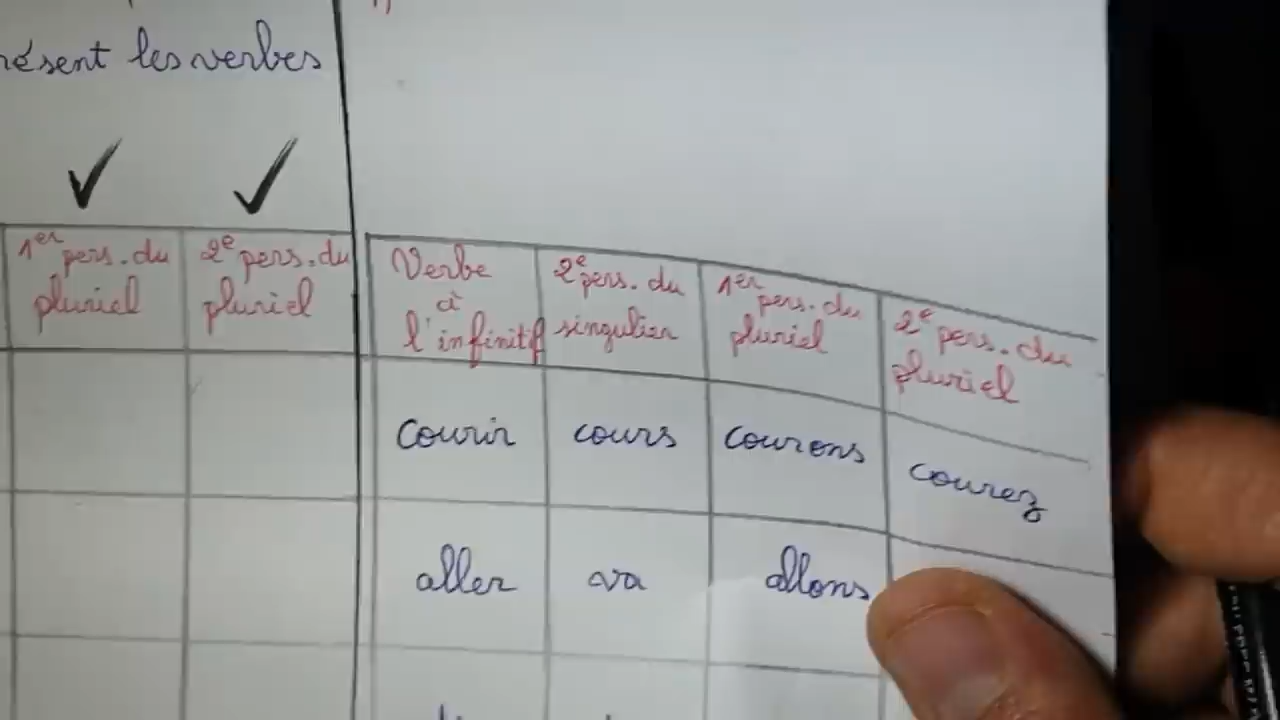 résent les verbes
1er pers. du
pluriel
2e pers. du
pluriel
Verbe
à
l'infinitif
2e pers. du
singulier
1er pers. du
pluriel
2e pers. du
pluriel
courir
cours
courons
courez
aller
va
allons